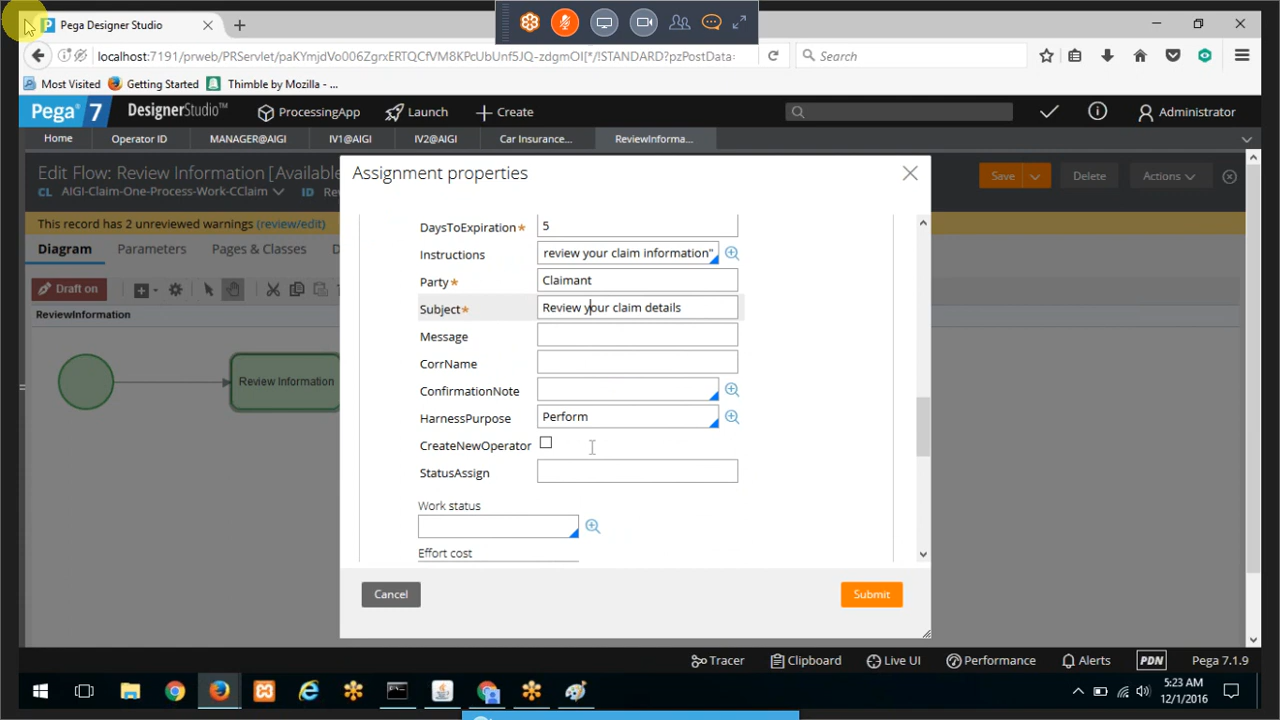 Pega Designer Studio
localhost:7191/prweb/PRServlet/paKYmjdVo006ZgrxERTQCfVM8KPcUbUnf5JQ-zdgmOI[*/!STANDARD?pzPostData=
Search
Most Visited
Getting Started
Thimble by Mozilla - ...
Pega 7
DesignerStudio™
ProcessingApp
Launch
Create
Administrator
Home
Operator ID
MANAGER@AIGI
IV1@AIGI
IV2@AIGI
Car Insurance...
ReviewInforma...
Edit Flow: Review Information [Available
CL AIGI-Claim-One-Process-Work-CClaim
ID Re
Save
Delete
Actions
This record has 2 unreviewed warnings (review/edit)
Diagram
Parameters
Pages & Classes
D
Draft on
ReviewInformation
Review Information
Assignment properties
DaysToExpiration* 5
Instructions review your claim information"
Party* Claimant
Subject* Review your claim details
Message
CorrName
ConfirmationNote
HarnessPurpose Perform
CreateNewOperator
StatusAssign
Work status
Effort cost
Cancel
Submit
Tracer
Clipboard
Live UI
Performance
Alerts
PDN
Pega 7.1.9
5:23 AM
12/1/2016